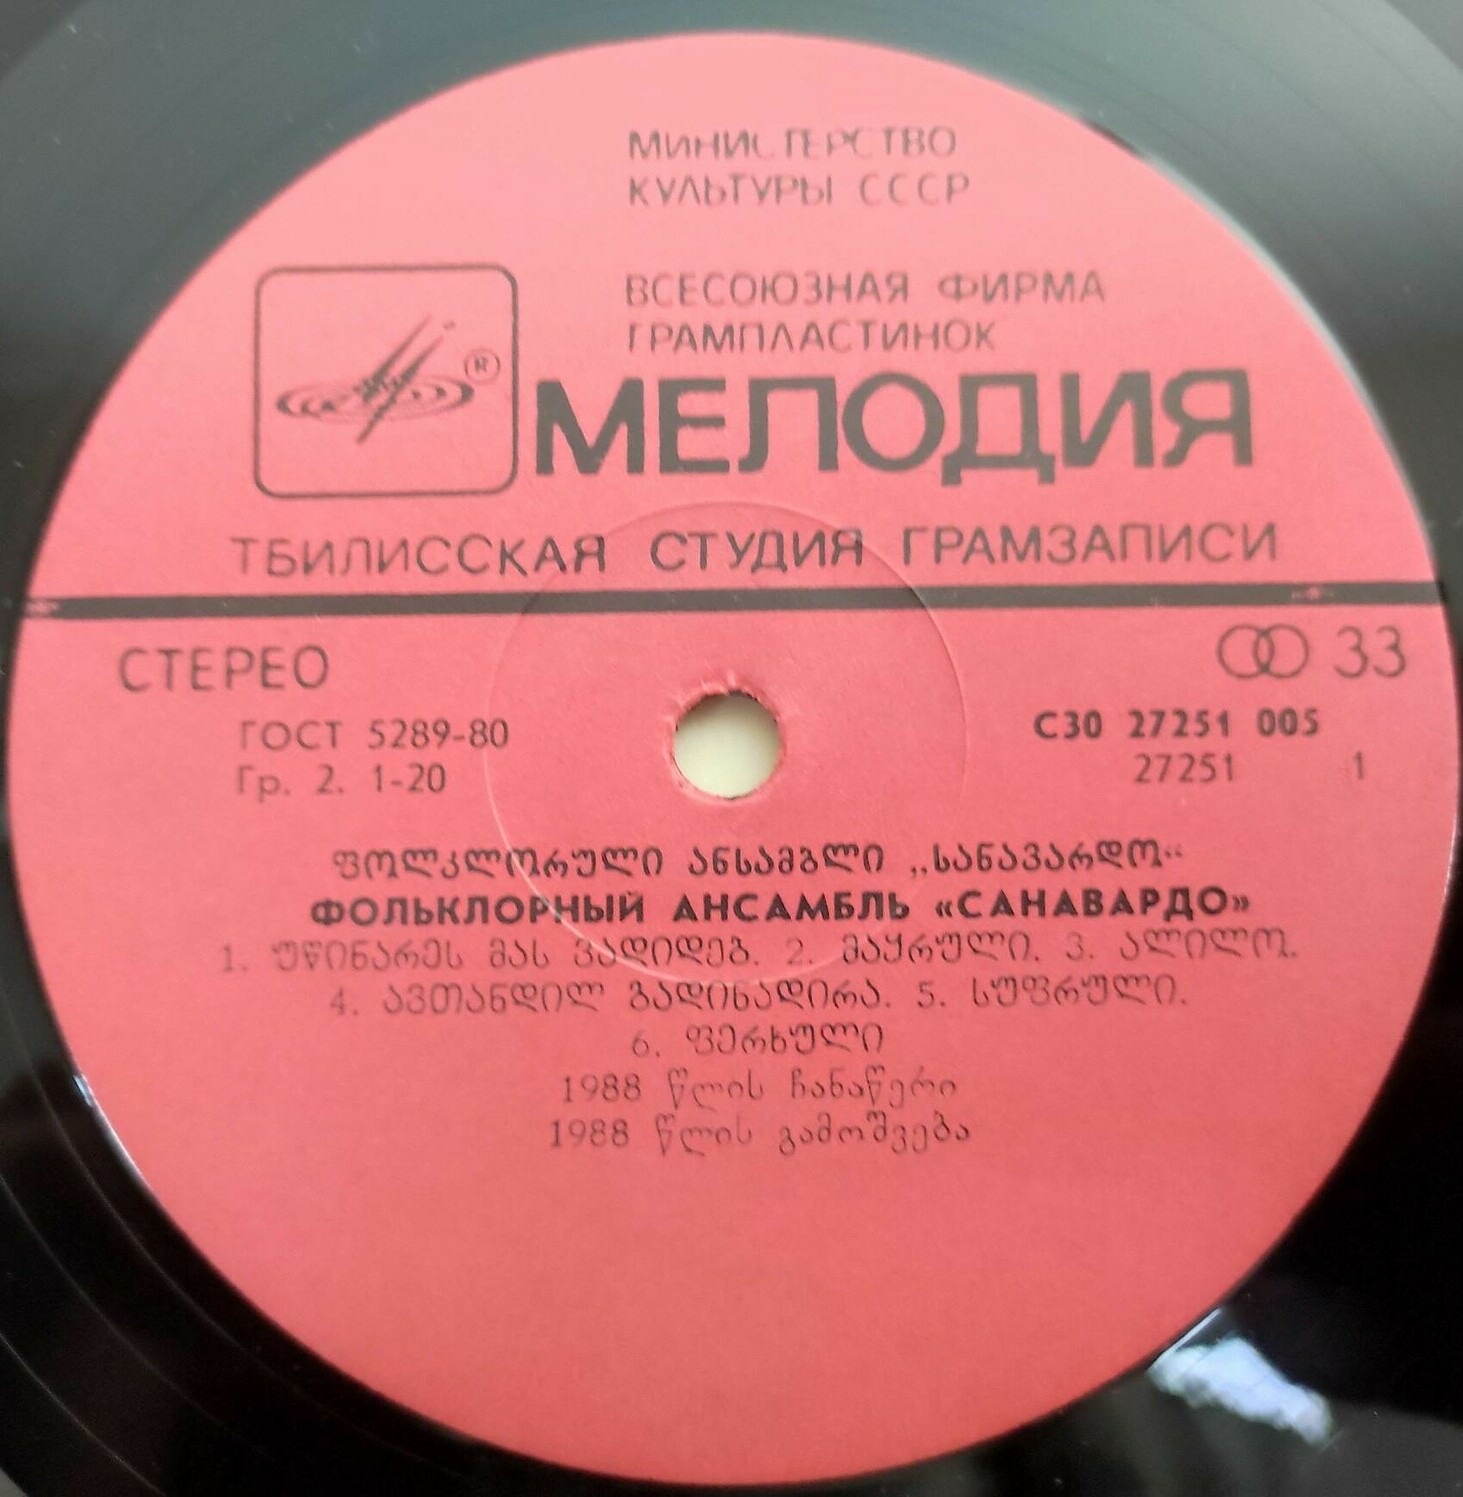 МИНИСТЕРСТВО
КУЛЬТУРЫ СССР
ВСЕСОЮЗНАЯ ФИРМА
ГРАМПЛАСТИНОК
®
МЕЛОДИЯ
ТБИЛИССКАЯ СТУДИЯ ГРАМЗАПИСИ
СТЕРЕО
33
ГОСТ 5289-80
С30 27251 005
Гр. 2. 1-20
27251 1
ფოლკლორული ანსამბლი „სანავარდო“
ФОЛЬКЛОРНЫЙ АНСАМБЛЬ «САНАВАРДО»
1. უწინარეს მას ვადიდებ. 2. მაყრული. 3. ალილო.
4. ავთანდილ გადინადირა. 5. სუფრული.
6. ფერხული
1988 წლის ჩანაწერი
1988 წლის გამოშვება